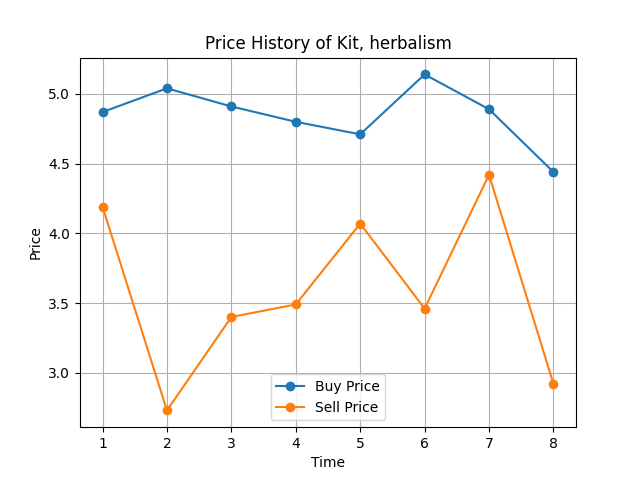 Price History of Kit, herbalism
Price
5.0
4.5
4.0
3.5
3.0
Buy Price
Sell Price
1 2 3 4 5 6 7 8
Time